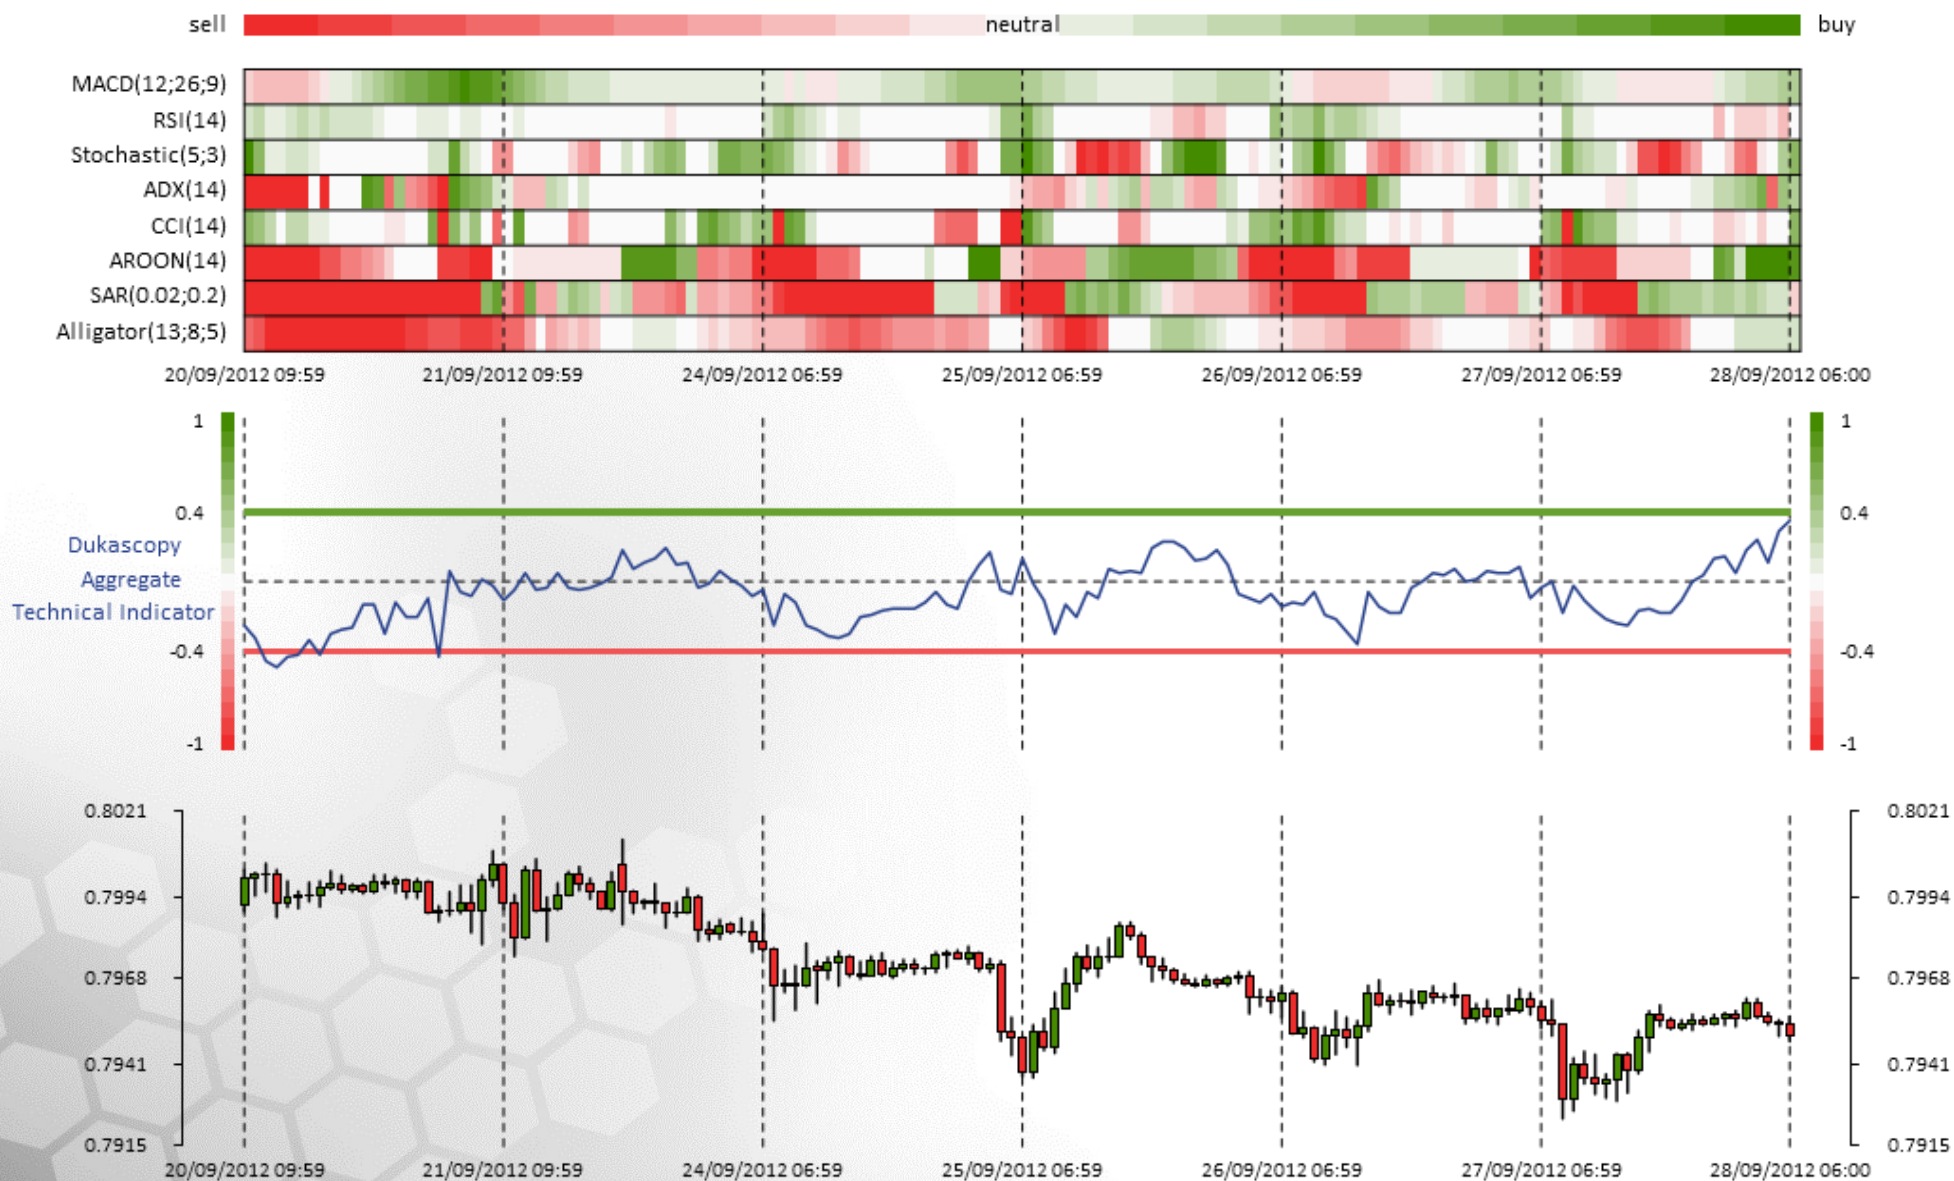 sell neutral buy
MACD(12;26;9)
RSI(14)
Stochastic(5;3)
ADX(14)
CCI(14)
AROON(14)
SAR(0.02;0.2)
Alligator(13;8;5)
20/09/2012 09:59 21/09/2012 09:59 24/09/2012 06:59 25/09/2012 06:59 26/09/2012 06:59 27/09/2012 06:59 28/09/2012 06:00
1 1
0.4 0.4
Dukascopy
Aggregate
Technical Indicator
-0.4 -0.4
-1 -1
0.8021 0.8021
0.7994 0.7994
0.7968 0.7968
0.7941 0.7941
0.7915 0.7915
20/09/2012 09:59 21/09/2012 09:59 24/09/2012 06:59 25/09/2012 06:59 26/09/2012 06:59 27/09/2012 06:59 28/09/2012 06:00